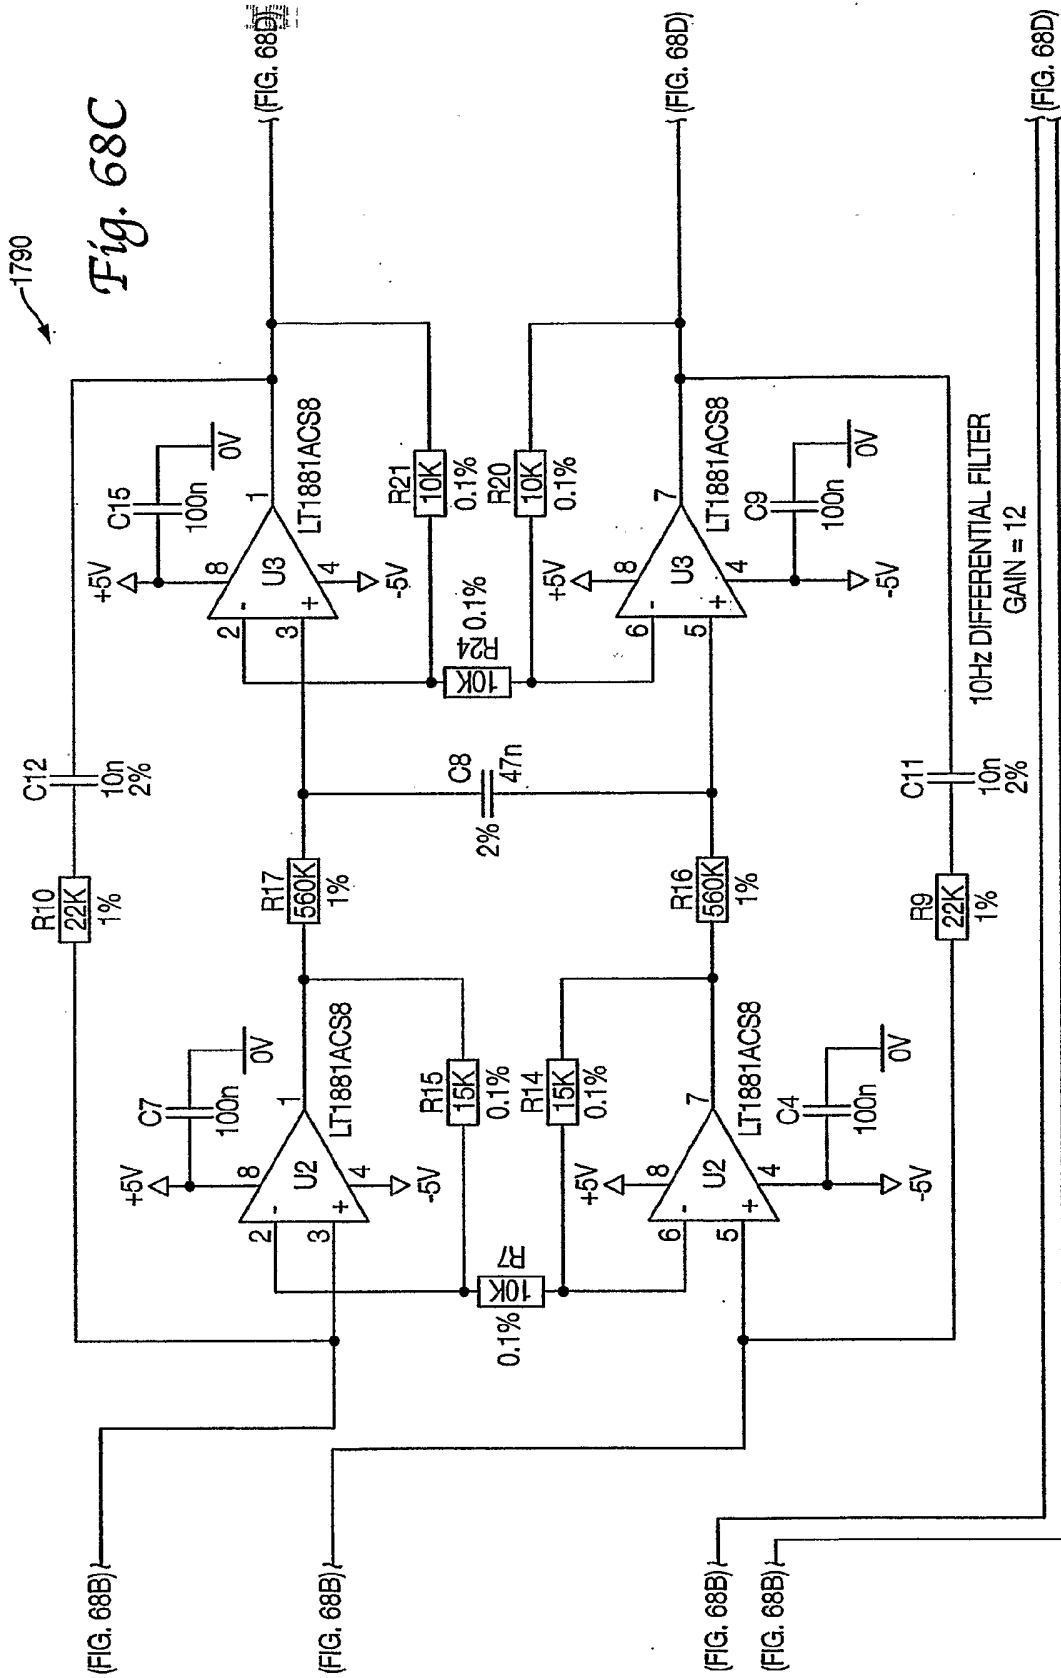 Fig. 68C
1790
(FIG. 68B)
(FIG. 68B)
(FIG. 68B)
(FIG. 68B)
(FIG. 68D)
(FIG. 68D)
(FIG. 68D)
R10
22K
1%
C12
10n
2%
+5V
C7
100n
0V
8
2
-
3
+
U2
1
4
-5V
LT1881ACS8
R17
560K
1%
+5V
C15
100n
0V
8
2
-
3
+
U3
1
4
-5V
LT1881ACS8
R15
15K
0.1%
R7
10K
0.1%
R14
15K
0.1%
C8
47n
2%
R21
10K
0.1%
R24
10K
0.1%
R20
10K
0.1%
+5V
8
6
-
5
+
U2
7
4
-5V
LT1881ACS8
C4
100n
0V
R16
560K
1%
+5V
8
6
-
5
+
U3
7
4
-5V
LT1881ACS8
C9
100n
0V
R9
22K
1%
C11
10n
2%
10Hz DIFFERENTIAL FILTER
GAIN = 12